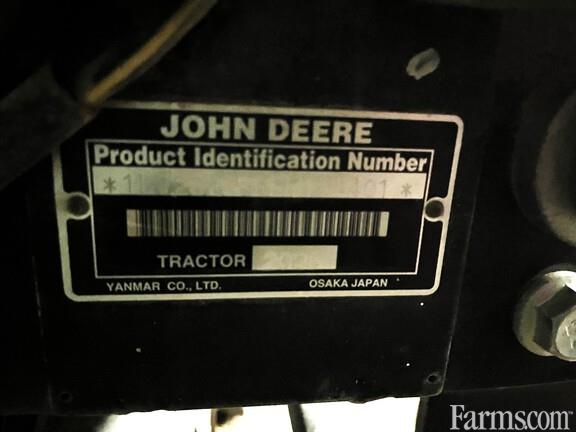 JOHN DEERE
Product Identification Number
TRACTOR
YANMAR CO., LTD. OSAKA JAPAN
Farms.com